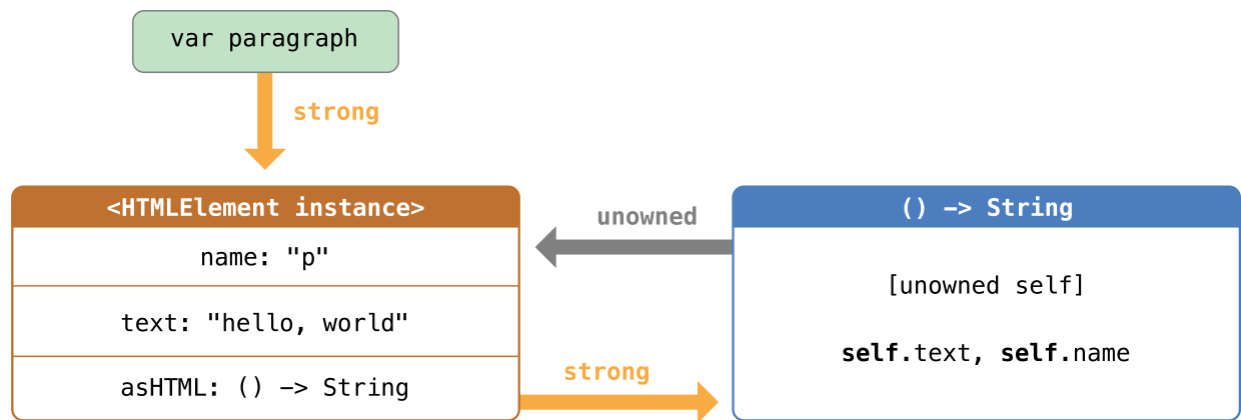 var paragraph
strong
<HTMLElement instance>
name: "p"
text: "hello, world"
asHTML: () -> String
unowned
strong
() -> String
[unowned self]
self.text, self.name